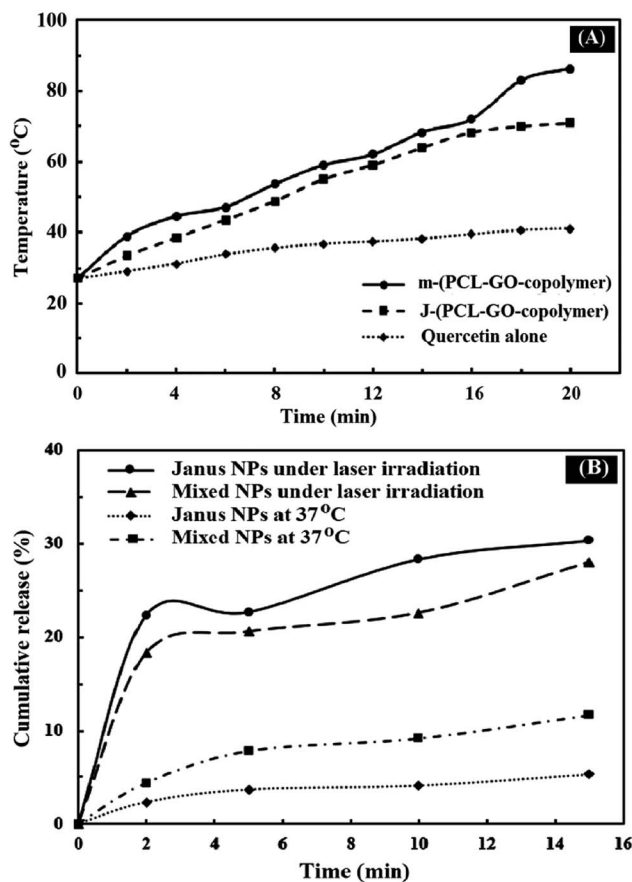 (A)
100
80
60
40
20
0
Temperature (⁰C)
m-(PCL-GO-copolymer)
J-(PCL-GO-copolymer)
Quercetin alone
0 4 8 12 16 20
Time (min)
(B)
40
30
20
10
0
Cumulative release (%)
Janus NPs under laser irradiation
Mixed NPs under laser irradiation
Janus NPs at 37⁰C
Mixed NPs at 37⁰C
0 2 4 6 8 10 12 14 16
Time (min)